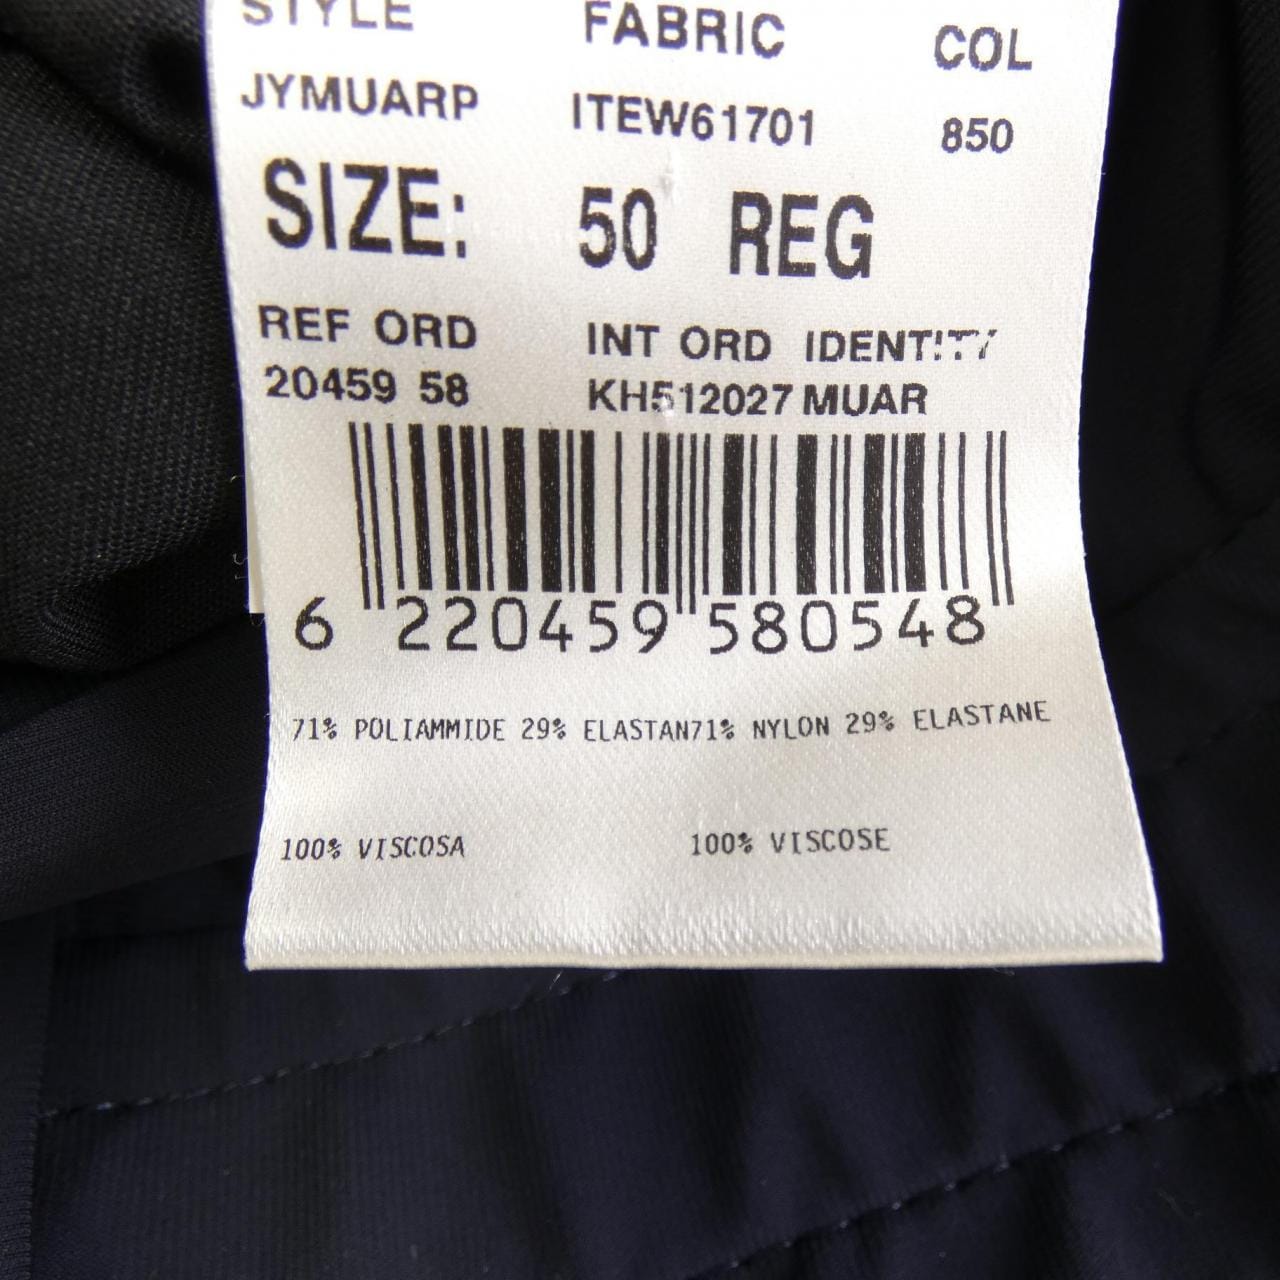 STYLE FABRIC COL
JYMUARP ITEW61701 850
SIZE: 50 REG
REF ORD INT ORD IDENTITY
20459 58 KH512027 MUAR
6 220459 580548
71% POLIAMMIDE 29% ELASTAN71% NYLON 29% ELASTANE
100% VISCOSA 100% VISCOSE